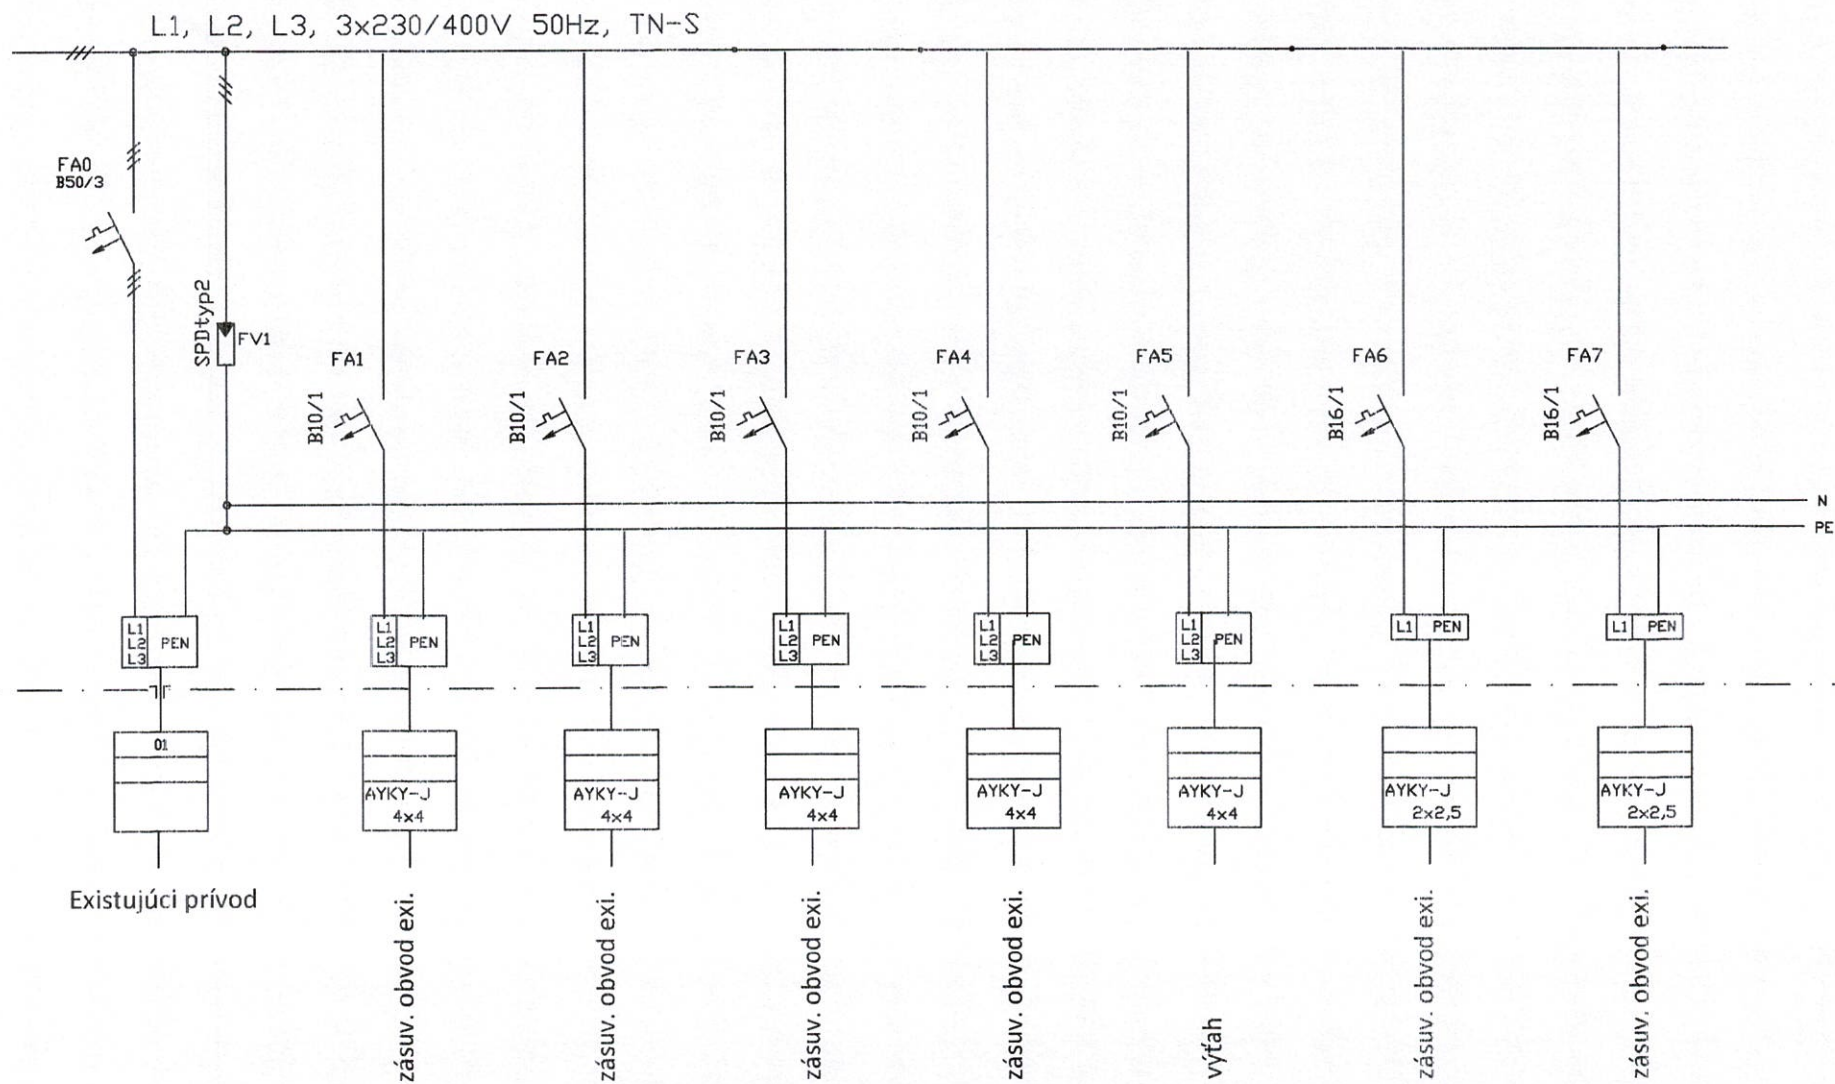 L1, L2, L3, 3x230/400V 50Hz, TN-S
FA0
B50/3
SPDtyp2
FV1
FA1
B10/1
FA2
B10/1
FA3
B10/1
FA4
B10/1
FA5
B10/1
FA6
B16/1
FA7
B16/1
N
PE
L1
L2
L3
PEN
L1
L2
L3
PEN
L1
L2
L3
PEN
L1
L2
L3
PEN
L1
L2
L3
PEN
L1
L2
L3
PEN
L1 PEN
L1 PEN
01
AYKY-J
4x4
AYKY-J
4x4
AYKY-J
4x4
AYKY-J
4x4
AYKY-J
4x4
AYKY-J
2x2,5
AYKY-J
2x2,5
Existujúci prívod
zásuv. obvod exi.
zásuv. obvod exi.
zásuv. obvod exi.
zásuv. obvod exi.
výťah
zásuv. obvod exi.
zásuv. obvod exi.